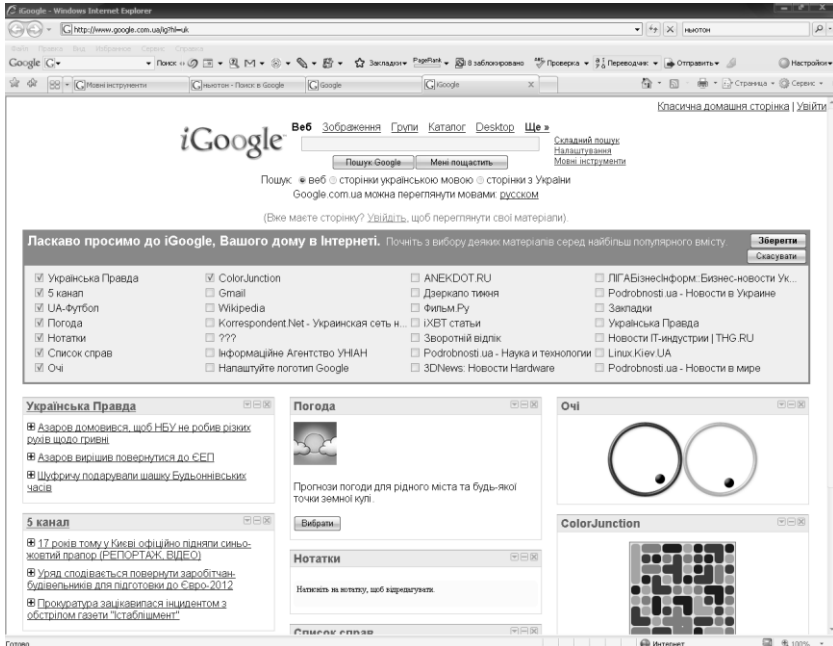 iGoogle - Windows Internet Explorer
http://www.google.com.ua/ig?hl=uk
ньютон
Файл Правка Вид Избранное Сервис Справка
Google
Поиск
Закладки
PageRank
8 заблокировано
Проверка
Переводчик
Отправить
Настройки
Мовні інструменти
ньютон - Поиск в Google
Google
iGoogle
Страница
Сервис
Класична домашня сторінка | Увійти
iGoogle
Веб Зображення Групи Каталог Desktop Ще »
Складний пошук
Налаштування
Мовні інструменти
Пошук Google
Мені пощастить
Пошук: веб сторінки українською мовою сторінки з України
Google.com.ua можна переглянути мовами: русском
(Вже маєте сторінку? Увійдіть, щоб переглянути свої матеріали).
Ласкаво просимо до iGoogle, Вашого дому в Інтернеті. Почніть з вибору деяких матеріалів серед найбільш популярного вмісту.
Зберегти
Скасувати
Українська Правда
ColorJunction
ANEKDOT.RU
ЛІГАБізнесІнформ::Бизнес-новости Ук...
5 канал
Gmail
Дзеркало тижня
Podrobnosti.ua - Новости в Украине
UA-Футбол
Wikipedia
Фильм.Ру
Закладки
Погода
Korrespondent.Net - Украинская сеть н...
iXBT статьи
Українська Правда
Нотатки
???
Зворотній відлік
Новости IT-индустрии | THG.RU
Список справ
Інформаційне Агентство УНІАН
Podrobnosti.ua - Наука и технологии
Linux.Kiev.UA
Очі
Налаштуйте логотип Google
3DNews: Новости Hardware
Podrobnosti.ua - Новости в мире
Українська Правда
Азаров домовився, щоб НБУ не робив різких
рухів щодо гривні
Азаров вирішив повернутися до ЄЕП
Шуфричу подарували шашку Будьоннівських
часів
5 канал
17 років тому у Києві офіційно підняли синьо-
жовтий прапор (РЕПОРТАЖ, ВІДЕО)
Уряд сподівається повернути заробітчан-
будівельників для підготовки до Євро-2012
Прокуратура зацікавилася інцидентом з
обстрілом газети "Істаблішмент"
Погода
Прогнози погоди для рідного міста та будь-якої
точки земної кулі.
Вибрати
Нотатки
Натисніть на нотатку, щоб відредагувати.
Список справ
Очі
ColorJunction
Готово
Интернет
100%